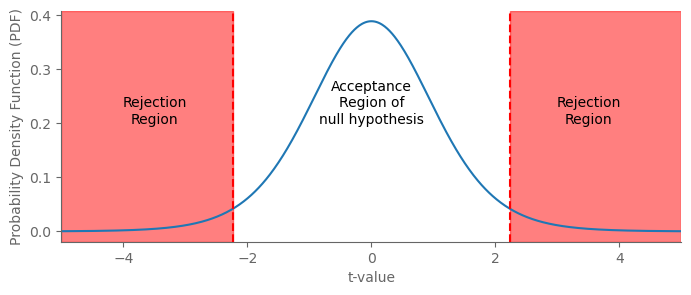 Probability Density Function (PDF)
0.4
0.3
0.2
0.1
0.0
Rejection
Region
Acceptance
Region of
null hypothesis
Rejection
Region
−4
−2
0
2
4
t-value